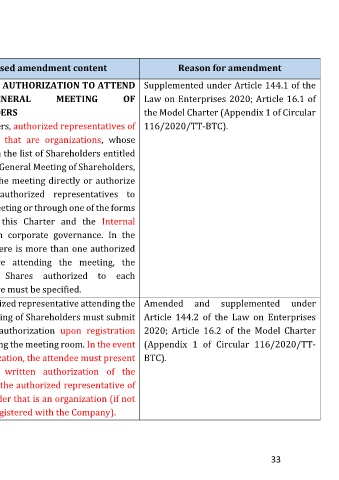 sed amendment content
AUTHORIZATION TO ATTEND
NERAL MEETING OF
ERS
rs, authorized representatives of
that are organizations, whose
the list of Shareholders entitled
General Meeting of Shareholders,
he meeting directly or authorize
authorized representatives to
eeting or through one of the forms
this Charter and the Internal
n corporate governance. In the
ere is more than one authorized
e attending the meeting, the
Shares authorized to each
e must be specified.
ized representative attending the
ing of Shareholders must submit
authorization upon registration
ng the meeting room. In the event
zation, the attendee must present
written authorization of the
the authorized representative of
der that is an organization (if not
gistered with the Company).
Reason for amendment
Supplemented under Article 144.1 of the
Law on Enterprises 2020; Article 16.1 of
the Model Charter (Appendix 1 of Circular
116/2020/TT-BTC).
Amended and supplemented under
Article 144.2 of the Law on Enterprises
2020; Article 16.2 of the Model Charter
(Appendix 1 of Circular 116/2020/TT-
BTC).
33